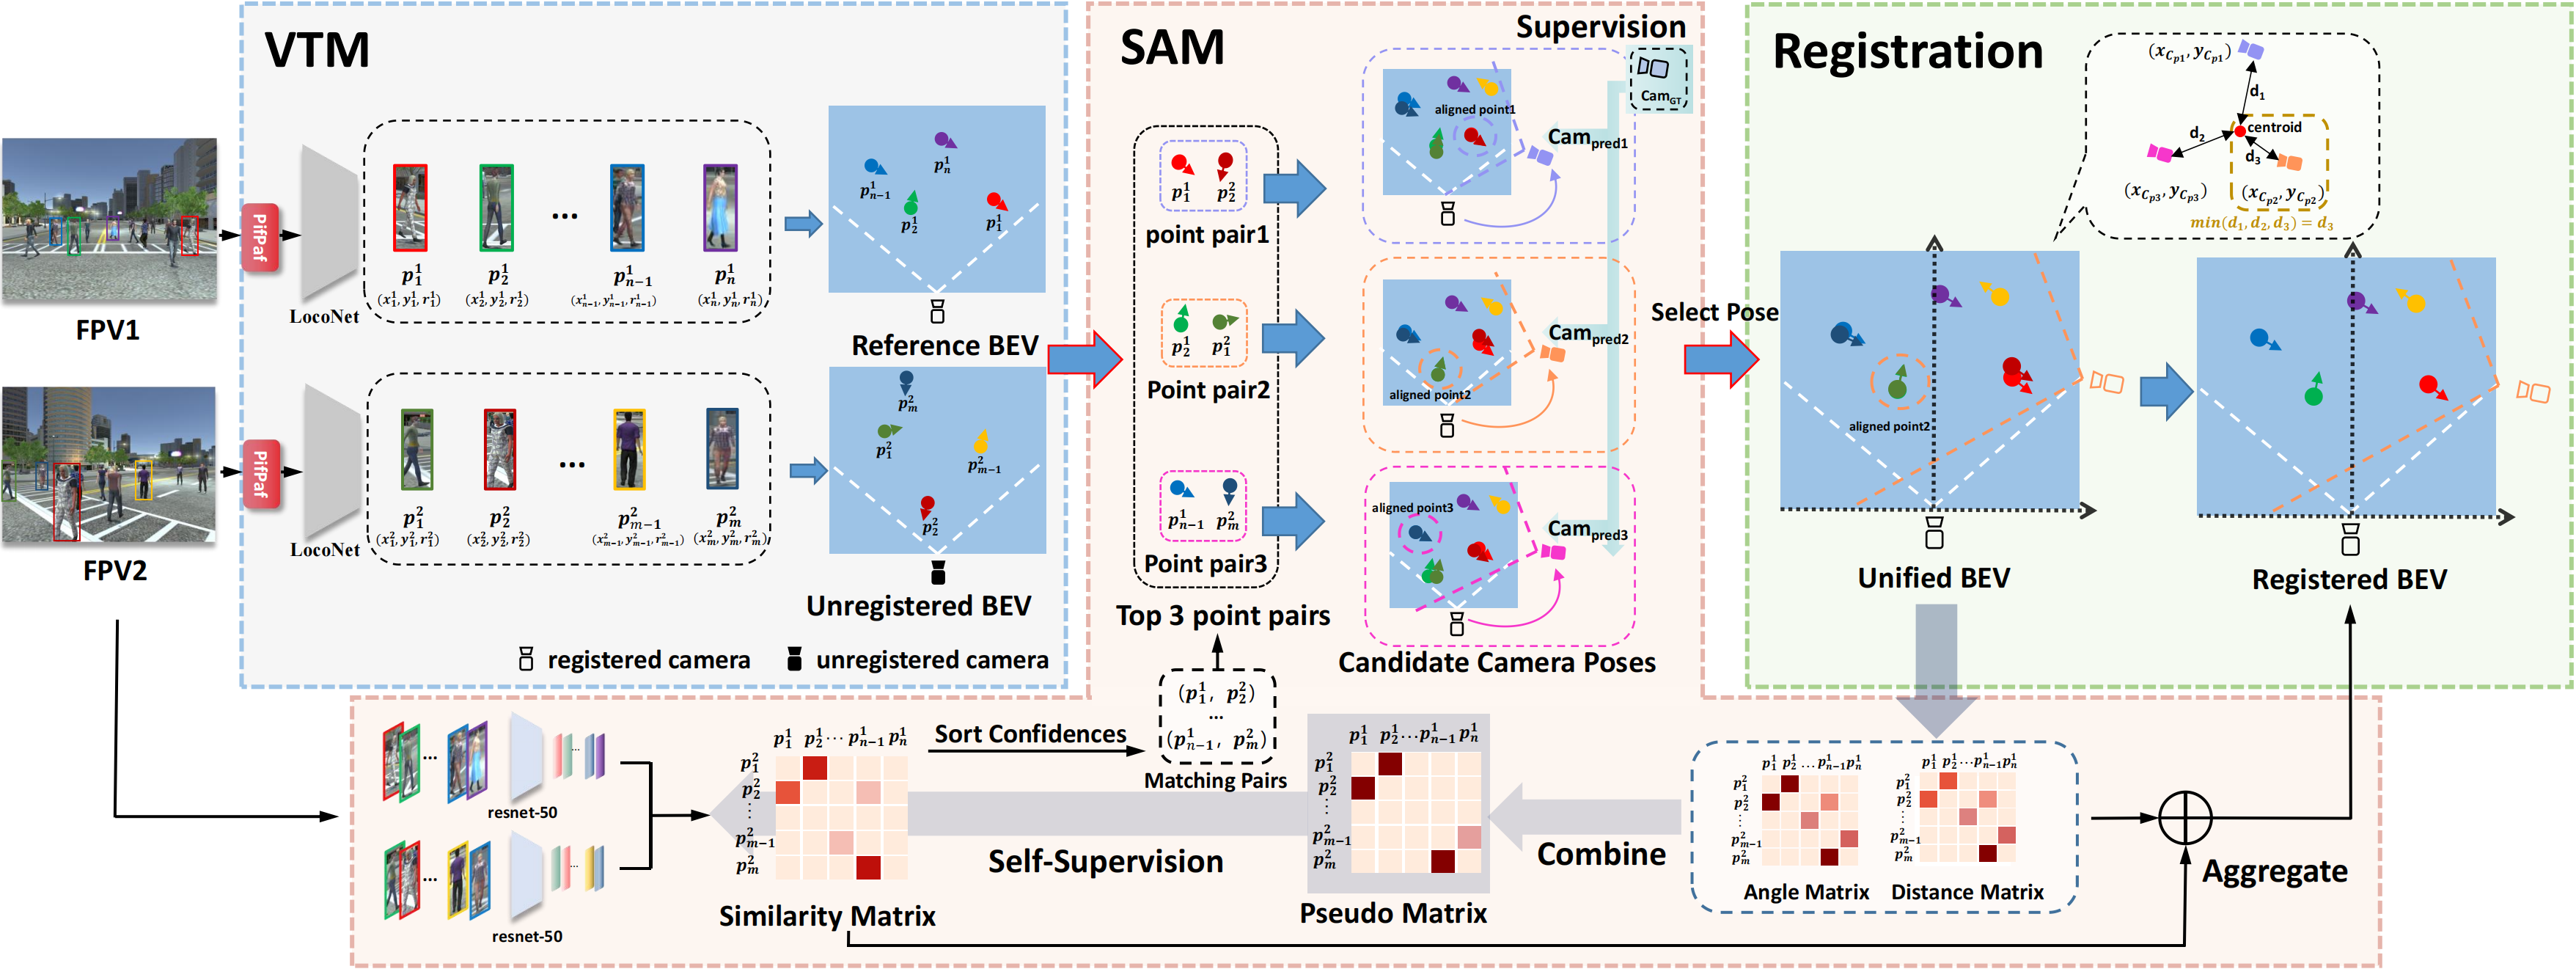 VTM
SAM
Supervision
Registration
FPV1
FPV2
PifPaf
PifPaf
LocoNet
LocoNet
p_1^1
p_2^1
...
p_{n-1}^1
p_n^1
(x_1^1, y_1^1, r_1^1)
(x_2^1, y_2^1, r_2^1)
(x_{n-1}^1, y_{n-1}^1, r_{n-1}^1)
(x_n^1, y_n^1, r_n^1)
p_1^2
p_2^2
...
p_{m-1}^2
p_m^2
(x_1^2, y_1^2, r_1^2)
(x_2^2, y_2^2, r_2^2)
(x_{m-1}^2, y_{m-1}^2, r_{m-1}^2)
(x_m^2, y_m^2, r_m^2)
p_n^1
p_{n-1}^1
p_2^1
p_1^1
Reference BEV
p_m^2
p_1^2
p_{m-1}^2
p_2^2
Unregistered BEV
registered camera
unregistered camera
p_1^1 p_2^2
point pair1
p_2^1 p_1^2
Point pair2
p_{n-1}^1 p_m^2
Point pair3
Top 3 point pairs
aligned point1
Cam_{GT}
Cam_{pred1}
aligned point2
Cam_{pred2}
aligned point3
Cam_{pred3}
Candidate Camera Poses
Select Pose
(x_{C_{p1}}, y_{C_{p1}})
d_1
d_2
centroid
d_3
(x_{C_{p3}}, y_{C_{p3}})
(x_{C_{p2}}, y_{C_{p2}})
min(d_1, d_2, d_3) = d_3
aligned point2
Unified BEV
Registered BEV
...
resnet-50
...
resnet-50
p_1^1 p_2^1 ... p_{n-1}^1 p_n^1
p_1^2
p_2^2
⋮
p_{m-1}^2
p_m^2
Similarity Matrix
Sort Confidences
(p_1^1, p_2^2)
...
(p_{n-1}^1, p_m^2)
Matching Pairs
Self-Supervision
p_1^1 p_2^1 ... p_{n-1}^1 p_n^1
p_1^2
p_2^2
⋮
p_{m-1}^2
p_m^2
Pseudo Matrix
Combine
p_1^1 p_2^1 ... p_{n-1}^1 p_n^1
p_1^2
p_2^2
⋮
p_{m-1}^2
p_m^2
Angle Matrix
p_1^1 p_2^1 ... p_{n-1}^1 p_n^1
p_1^2
p_2^2
⋮
p_{m-1}^2
p_m^2
Distance Matrix
Aggregate